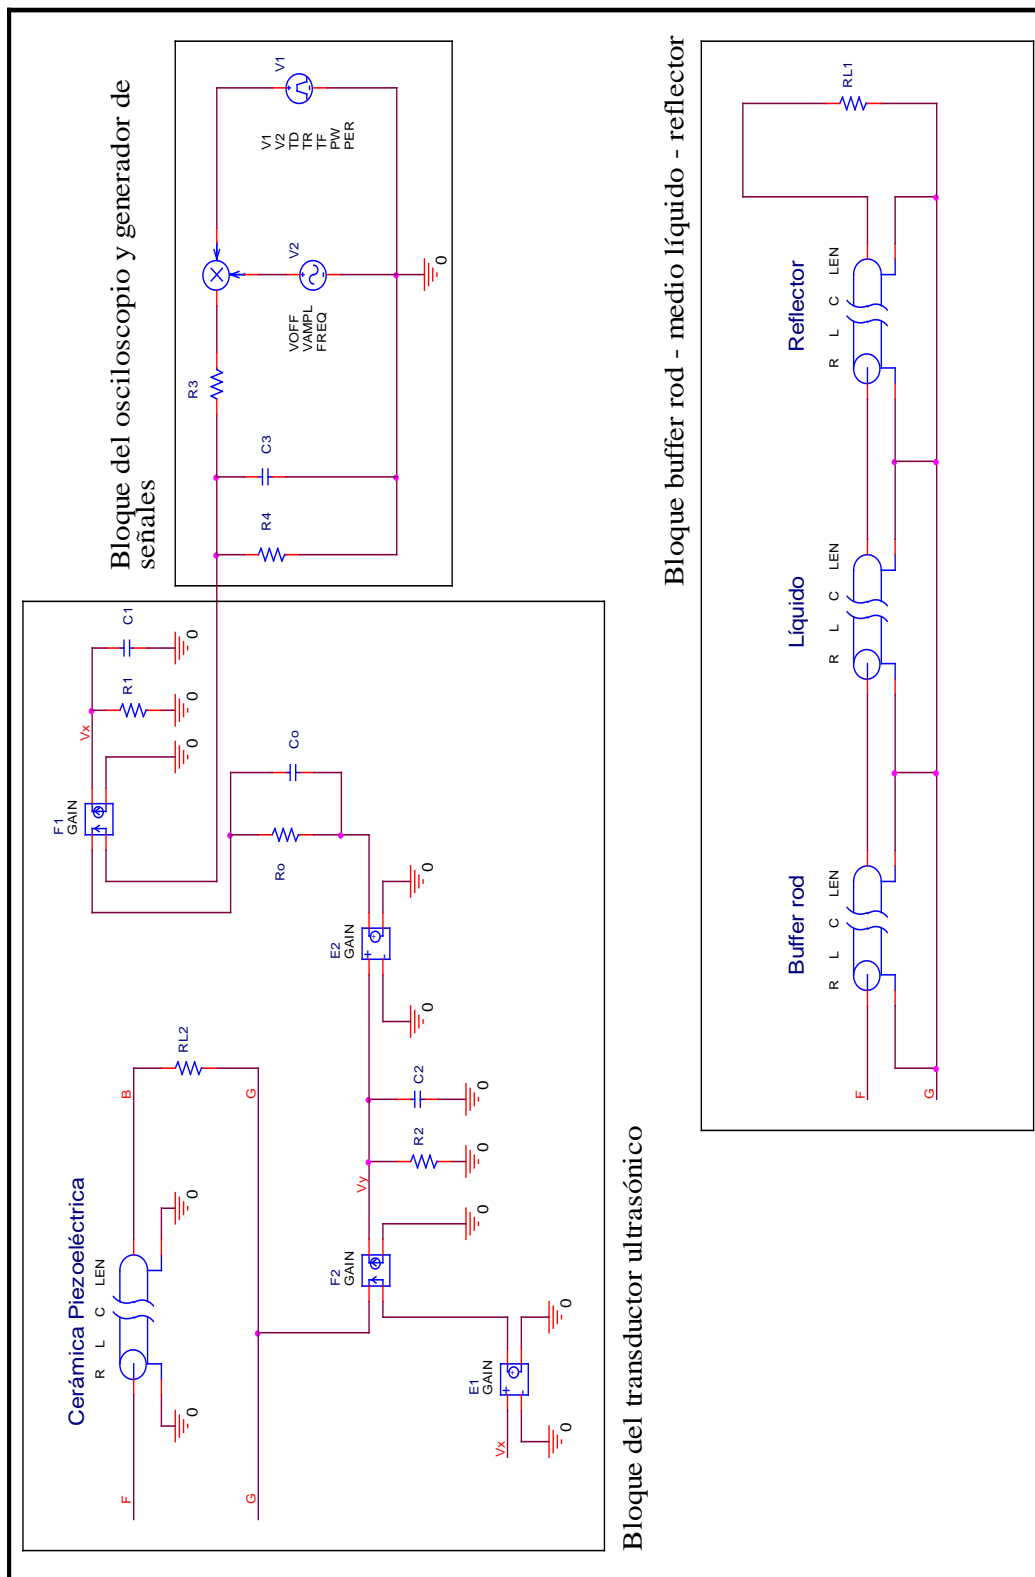 Bloque del osciloscopio y generador de
señales
V1
V1
V2
TD
TR
TF
PW
PER
V2
VOFF
VAMPL
FREQ
0
R3
C3
R4
C1
0
R1
0
Vx
0
F1
GAIN
Co
Ro
0
E2
GAIN
0
RL2
B
G
C2
0
R2
0
Vy
0
F2
GAIN
Cerámica Piezoeléctrica
R L C LEN
0
0
F
G
0
E1
GAIN
Vx
0
Bloque del transductor ultrasónico
Bloque buffer rod - medio líquido - reflector
RL1
Reflector
R L C LEN
Líquido
R L C LEN
Buffer rod
R L C LEN
F
G